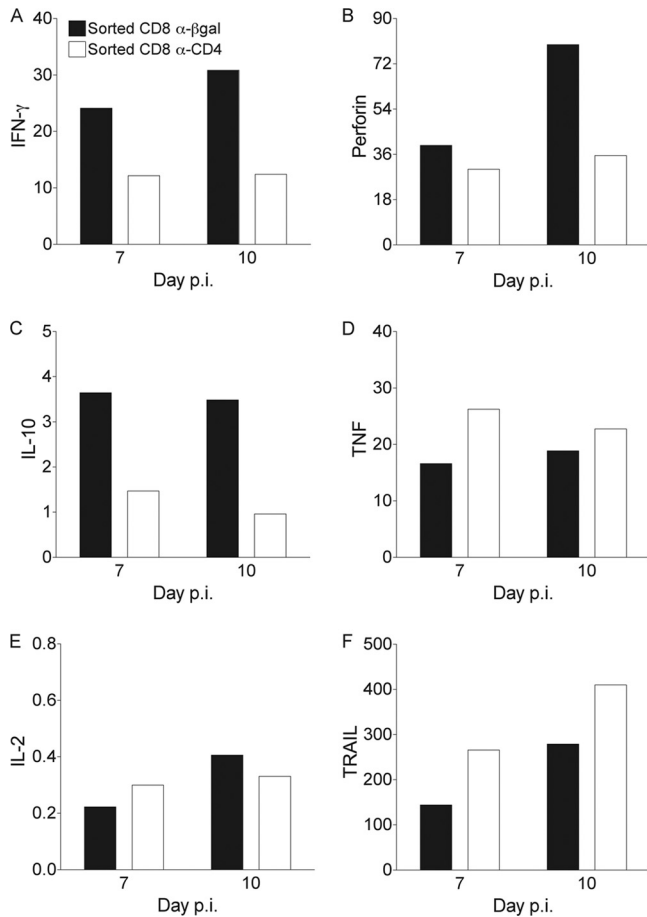 A
Sorted CD8 α-βgal
Sorted CD8 α-CD4
IFN-γ
40
30
20
10
0
7
10
Day p.i.
B
Perforin
90
72
54
36
18
0
7
10
Day p.i.
C
IL-10
5
4
3
2
1
0
7
10
Day p.i.
D
TNF
40
30
20
10
0
7
10
Day p.i.
E
IL-2
0.8
0.6
0.4
0.2
0.0
7
10
Day p.i.
F
TRAIL
500
400
300
200
100
0
7
10
Day p.i.